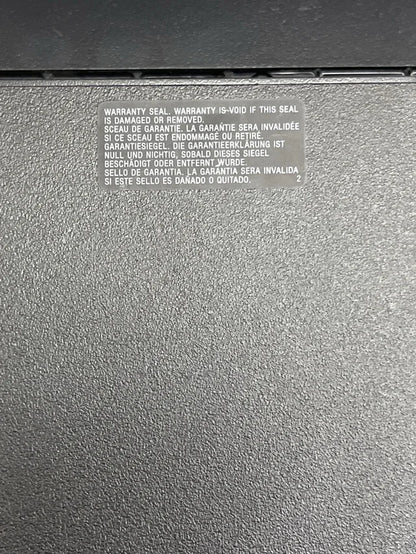 WARRANTY SEAL. WARRANTY IS VOID IF THIS SEAL
IS DAMAGED OR REMOVED.
SCEAU DE GARANTIE. LA GARANTIE SERA INVALIDÉE
SI CE SCEAU EST ENDOMMAGÉ OU RETIRÉ.
GARANTIESIEGEL. DIE GARANTIEERKLÄRUNG IST
NULL UND NICHTIG, SOBALD DIESES SIEGEL
BESCHÄDIGT ODER ENTFERNT WURDE.
SELLO DE GARANTIA. LA GARANTIA SERA INVALIDA
SI ESTE SELLO ES DAÑADO O QUITADO. 2